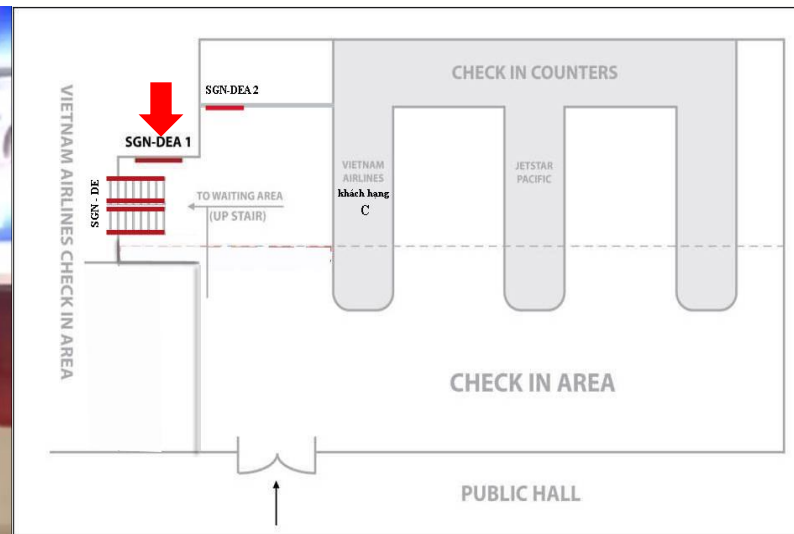 CHECK IN COUNTERS
SGN-DEA 2
SGN-DEA 1
VIETNAM AIRLINES CHECK IN AREA
SGN - DE
TO WAITING AREA
(UP STAIR)
VIETNAM
AIRLINES
khách hạng
C
JETSTAR
PACIFIC
CHECK IN AREA
PUBLIC HALL